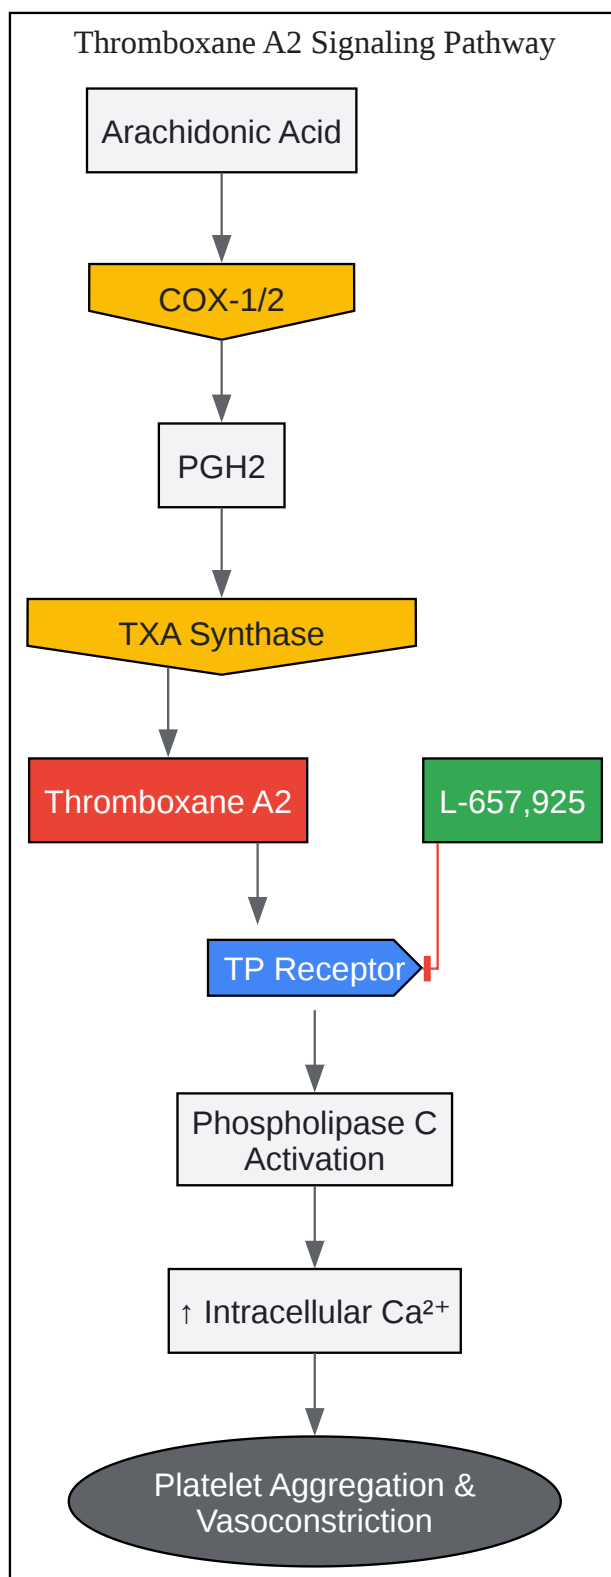 Thromboxane A2 Signaling Pathway
Arachidonic Acid
COX-1/2
PGH2
TXA Synthase
Thromboxane A2
L-657,925
TP Receptor
Phospholipase C
Activation
↑ Intracellular Ca²⁺
Platelet Aggregation &
Vasoconstriction